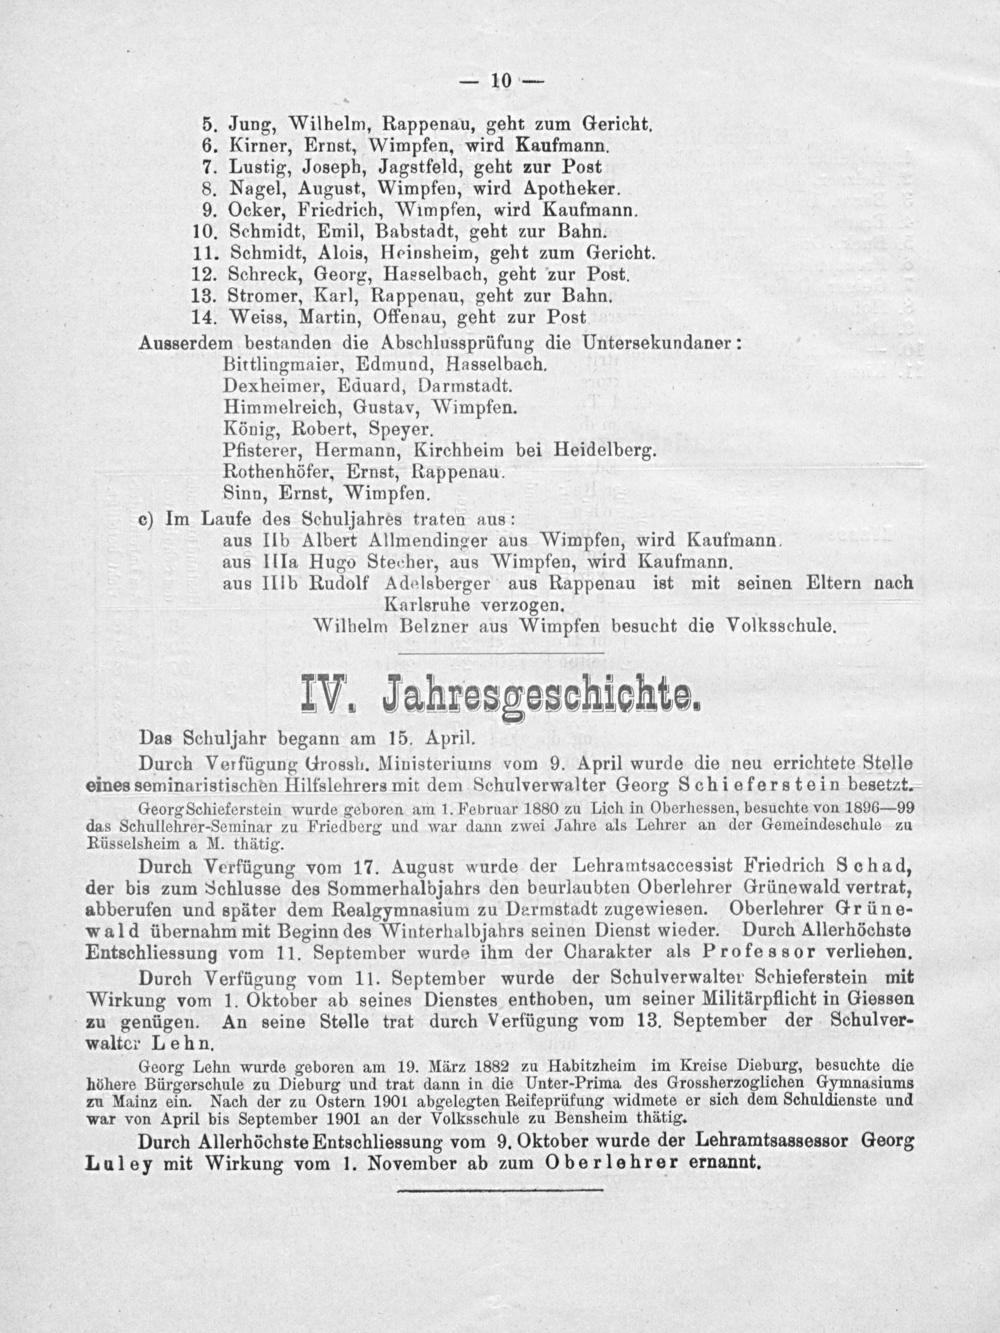 — 10 —
5. Jung, Wilhelm, Rappenau, geht zum Gericht.
6. Kirner, Ernst, Wimpfen, wird Kaufmann.
7. Lustig, Joseph, Jagstfeld, geht zur Post
8. Nagel, August, Wimpfen, wird Apotheker.
9. Ocker, Friedrich, Wimpfen, wird Kaufmann.
10. Schmidt, Emil, Babstadt, geht zur Bahn.
11. Schmidt, Alois, Heinsheim, geht zum Gericht.
12. Schreck, Georg, Hasselbach, geht zur Post.
13. Stromer, Karl, Rappenau, geht zur Bahn.
14. Weiss, Martin, Offenau, geht zur Post
Ausserdem bestanden die Abschlussprüfung die Untersekundaner:
Bittlingmaier, Edmund, Hasselbach.
Dexheimer, Eduard, Darmstadt.
Himmelreich, Gustav, Wimpfen.
König, Robert, Speyer.
Pfisterer, Hermann, Kirchheim bei Heidelberg.
Rothenhöfer, Ernst, Rappenau.
Sinn, Ernst, Wimpfen.
c) Im Laufe des Schuljahres traten aus:
aus IIb Albert Allmendinger aus Wimpfen, wird Kaufmann.
aus IIIa Hugo Stecher, aus Wimpfen, wird Kaufmann.
aus IIIb Rudolf Adelsberger aus Rappenau ist mit seinen Eltern nach
Karlsruhe verzogen.
Wilhelm Belzner aus Wimpfen besucht die Volksschule.
IV. Jahresgeschichte.
Das Schuljahr begann am 15. April.
Durch Verfügung Grossh. Ministeriums vom 9. April wurde die neu errichtete Stelle
eines seminaristischen Hilfslehrers mit dem Schulverwalter Georg Schieferstein besetzt.
Georg Schieferstein wurde geboren am 1. Februar 1880 zu Lich in Oberhessen, besuchte von 1896—99
das Schullehrer-Seminar zu Friedberg und war dann zwei Jahre als Lehrer an der Gemeindeschule zu
Rüsselsheim a M. thätig.
Durch Verfügung vom 17. August wurde der Lehramtsaccessist Friedrich Schad,
der bis zum Schlusse des Sommerhalbjahrs den beurlaubten Oberlehrer Grünewald vertrat,
abberufen und später dem Realgymnasium zu Darmstadt zugewiesen. Oberlehrer Grüne-
wald übernahm mit Beginn des Winterhalbjahrs seinen Dienst wieder. Durch Allerhöchste
Entschliessung vom 11. September wurde ihm der Charakter als Professor verliehen.
Durch Verfügung vom 11. September wurde der Schulverwalter Schieferstein mit
Wirkung vom 1. Oktober ab seines Dienstes enthoben, um seiner Militärpflicht in Giessen
zu genügen. An seine Stelle trat durch Verfügung vom 13. September der Schulver-
walter Lehn.
Georg Lehn wurde geboren am 19. März 1882 zu Habitzheim im Kreise Dieburg, besuchte die
höhere Bürgerschule zu Dieburg und trat dann in die Unter-Prima des Grossherzoglichen Gymnasiums
zu Mainz ein. Nach der zu Ostern 1901 abgelegten Reifeprüfung widmete er sich dem Schuldienste und
war von April bis September 1901 an der Volksschule zu Bensheim thätig.
Durch Allerhöchste Entschliessung vom 9. Oktober wurde der Lehramtsassessor Georg
Luley mit Wirkung vom 1. November ab zum Oberlehrer ernannt.